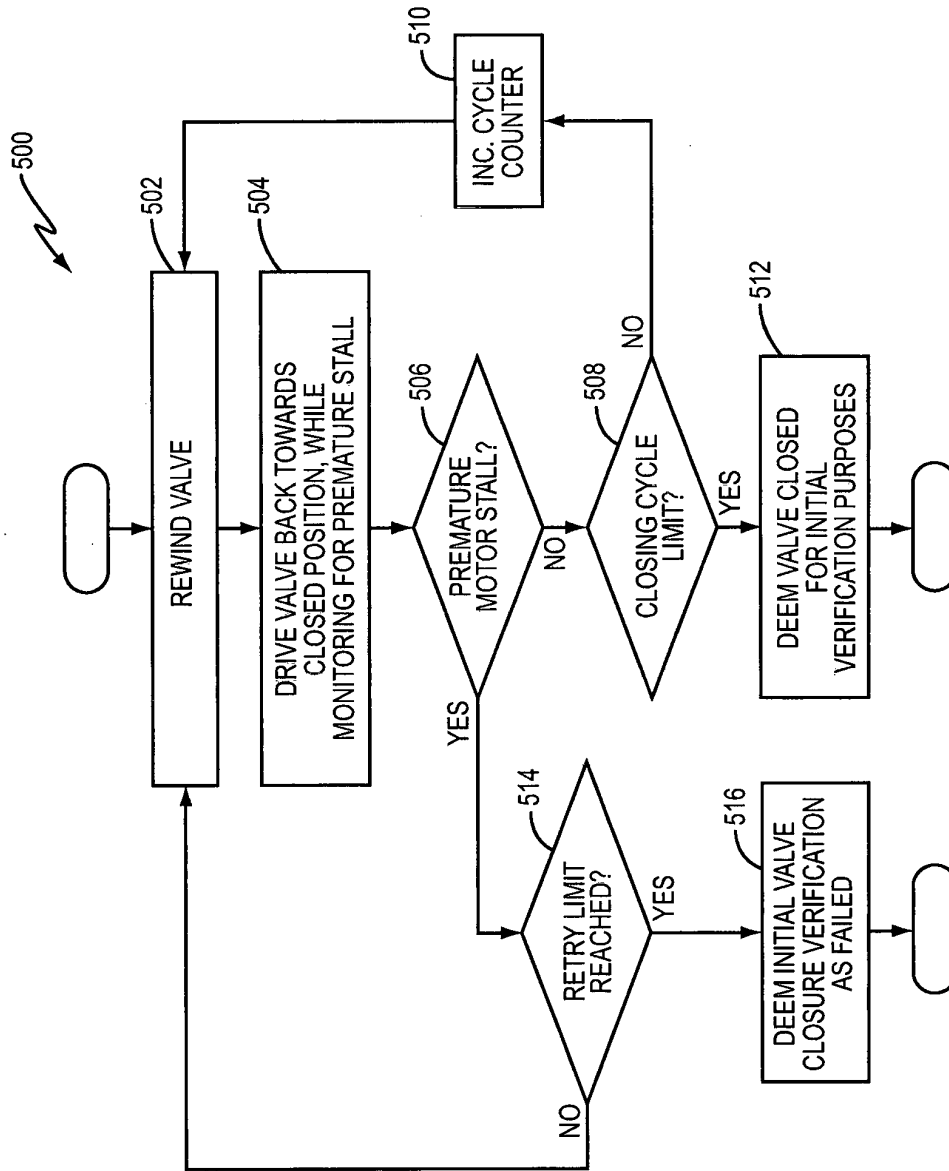 500
502
REWIND VALVE
504
DRIVE VALVE BACK TOWARDS
CLOSED POSITION, WHILE
MONITORING FOR PREMATURE STALL
506
PREMATURE
MOTOR STALL?
YES
NO
508
CLOSING CYCLE
LIMIT?
NO
YES
510
INC. CYCLE
COUNTER
512
DEEM VALVE CLOSED
FOR INITIAL
VERIFICATION PURPOSES
514
RETRY LIMIT
REACHED?
NO
YES
516
DEEM INITIAL VALVE
CLOSURE VERIFICATION
AS FAILED